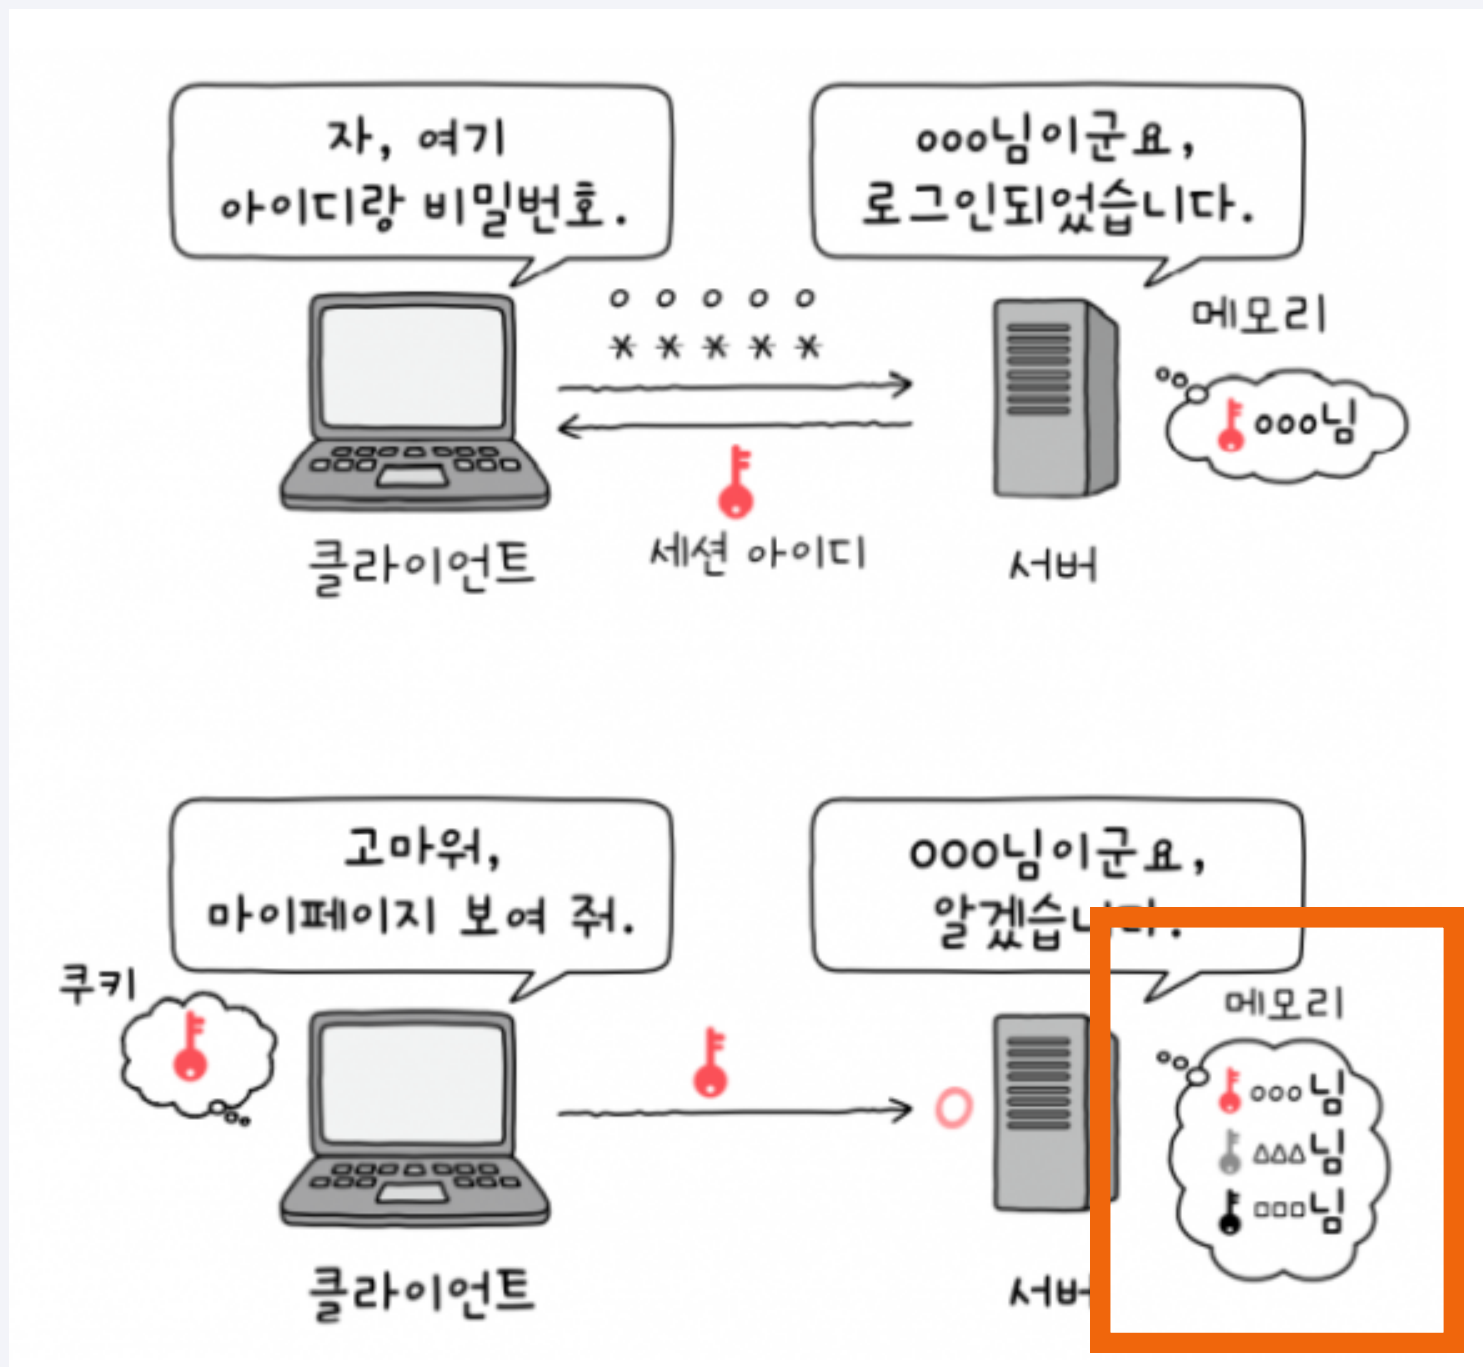 자, 여기
아이디랑 비밀번호.
ooo님이군요,
로그인되었습니다.
o o o o o
* * * * *
메모리
ooo님
클라이언트
세션 아이디
서버
고마워,
마이페이지 보여 줘.
ooo님이군요,
알겠습니다.
쿠키
메모리
ooo님
△△△님
□□□님
클라이언트
서버